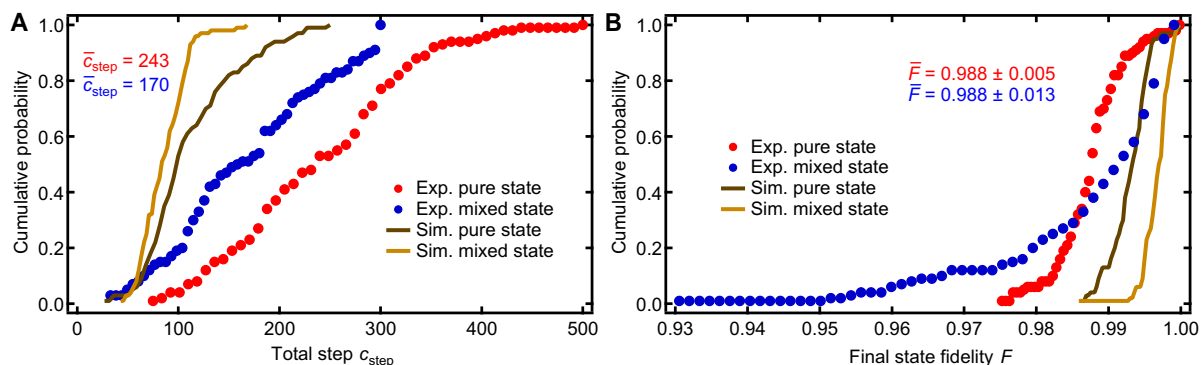 A
Cumulative probability
1.0
0.8
0.6
0.4
0.2
0.0
c̅step = 243
c̅step = 170
Exp. pure state
Exp. mixed state
Sim. pure state
Sim. mixed state
0 100 200 300 400 500
Total step cstep
B
Cumulative probability
1.0
0.8
0.6
0.4
0.2
0.0
F̅ = 0.988 ± 0.005
F̅ = 0.988 ± 0.013
Exp. pure state
Exp. mixed state
Sim. pure state
Sim. mixed state
0.93 0.94 0.95 0.96 0.97 0.98 0.99 1.00
Final state fidelity F